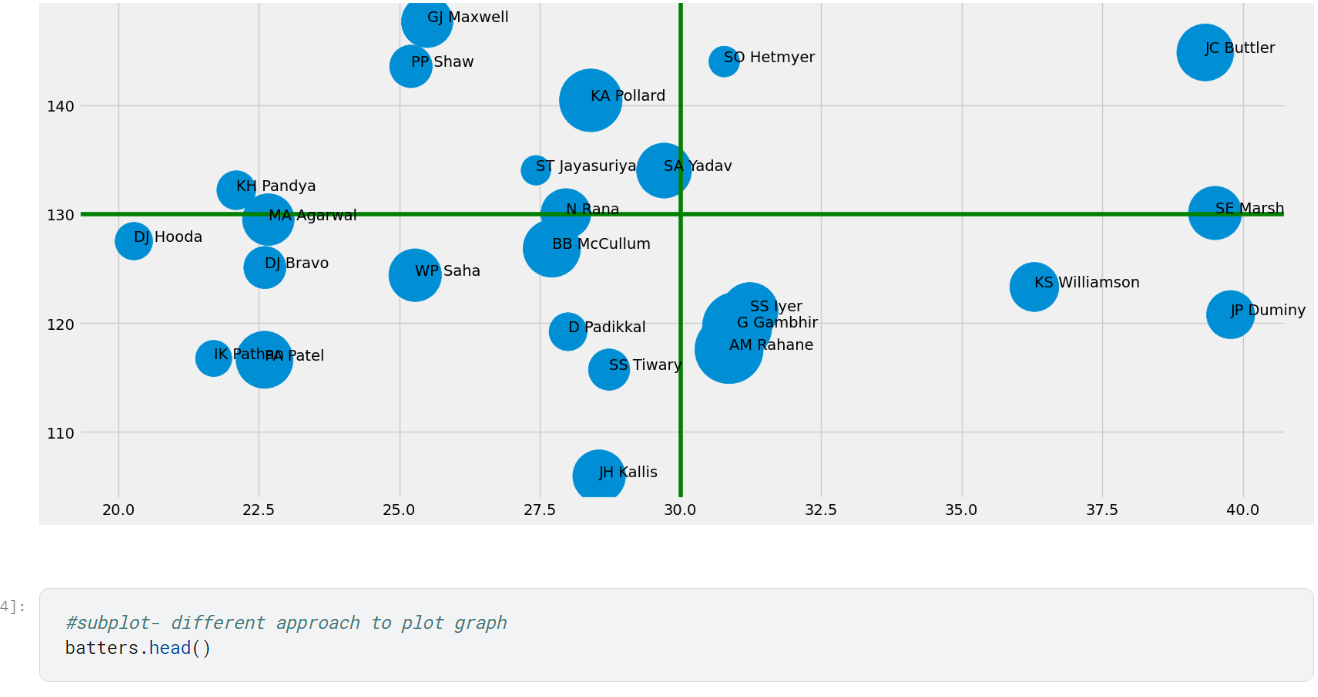 GJ Maxwell
JC Buttler
SO Hetmyer
PP Shaw
KA Pollard
140
ST Jayasuriya
SA Yadav
KH Pandya
N Rana
SE Marsh
130
MA Agarwal
DJ Hooda
BB McCullum
DJ Bravo
WP Saha
KS Williamson
SS Iyer
JP Duminy
120
G Gambhir
D Padikkal
AM Rahane
IK Pathan
PA Patel
SS Tiwary
110
JH Kallis
20.0 22.5 25.0 27.5 30.0 32.5 35.0 37.5 40.0
4]:
#subplot- different approach to plot graph
batters.head()